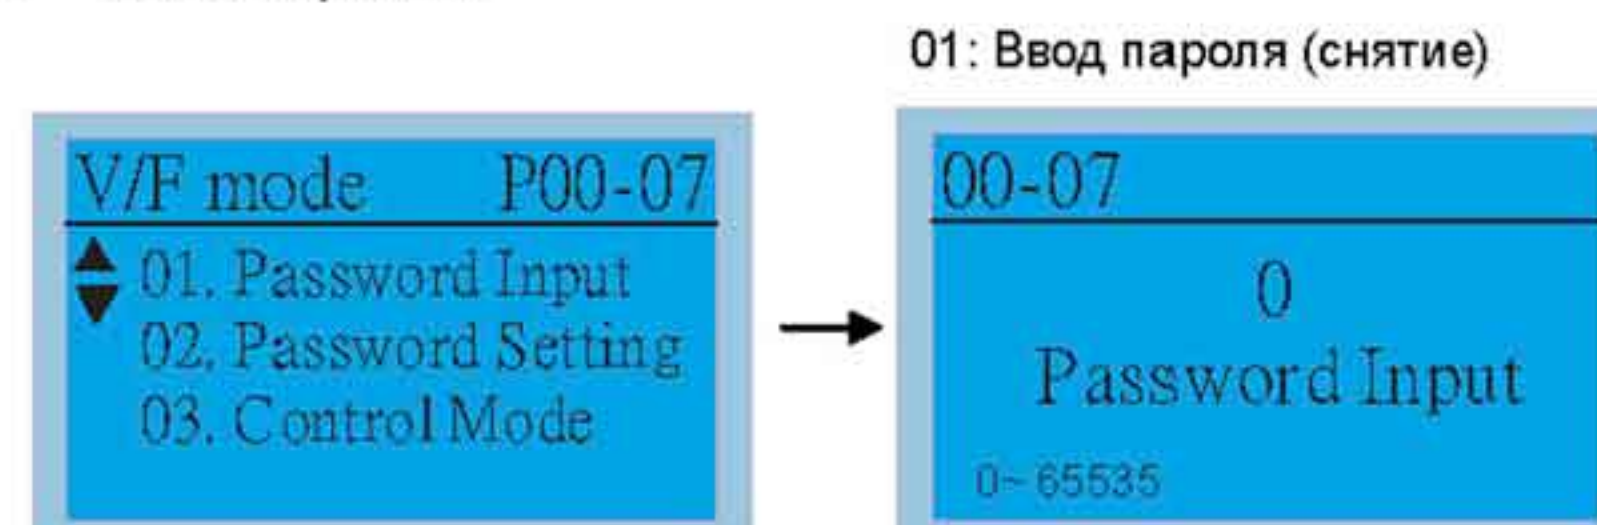 01: Ввод пароля (снятие)
V/F mode P00-07
01. Password Input
02. Password Setting
03. Control Mode
00-07
0
Password Input
0~65535